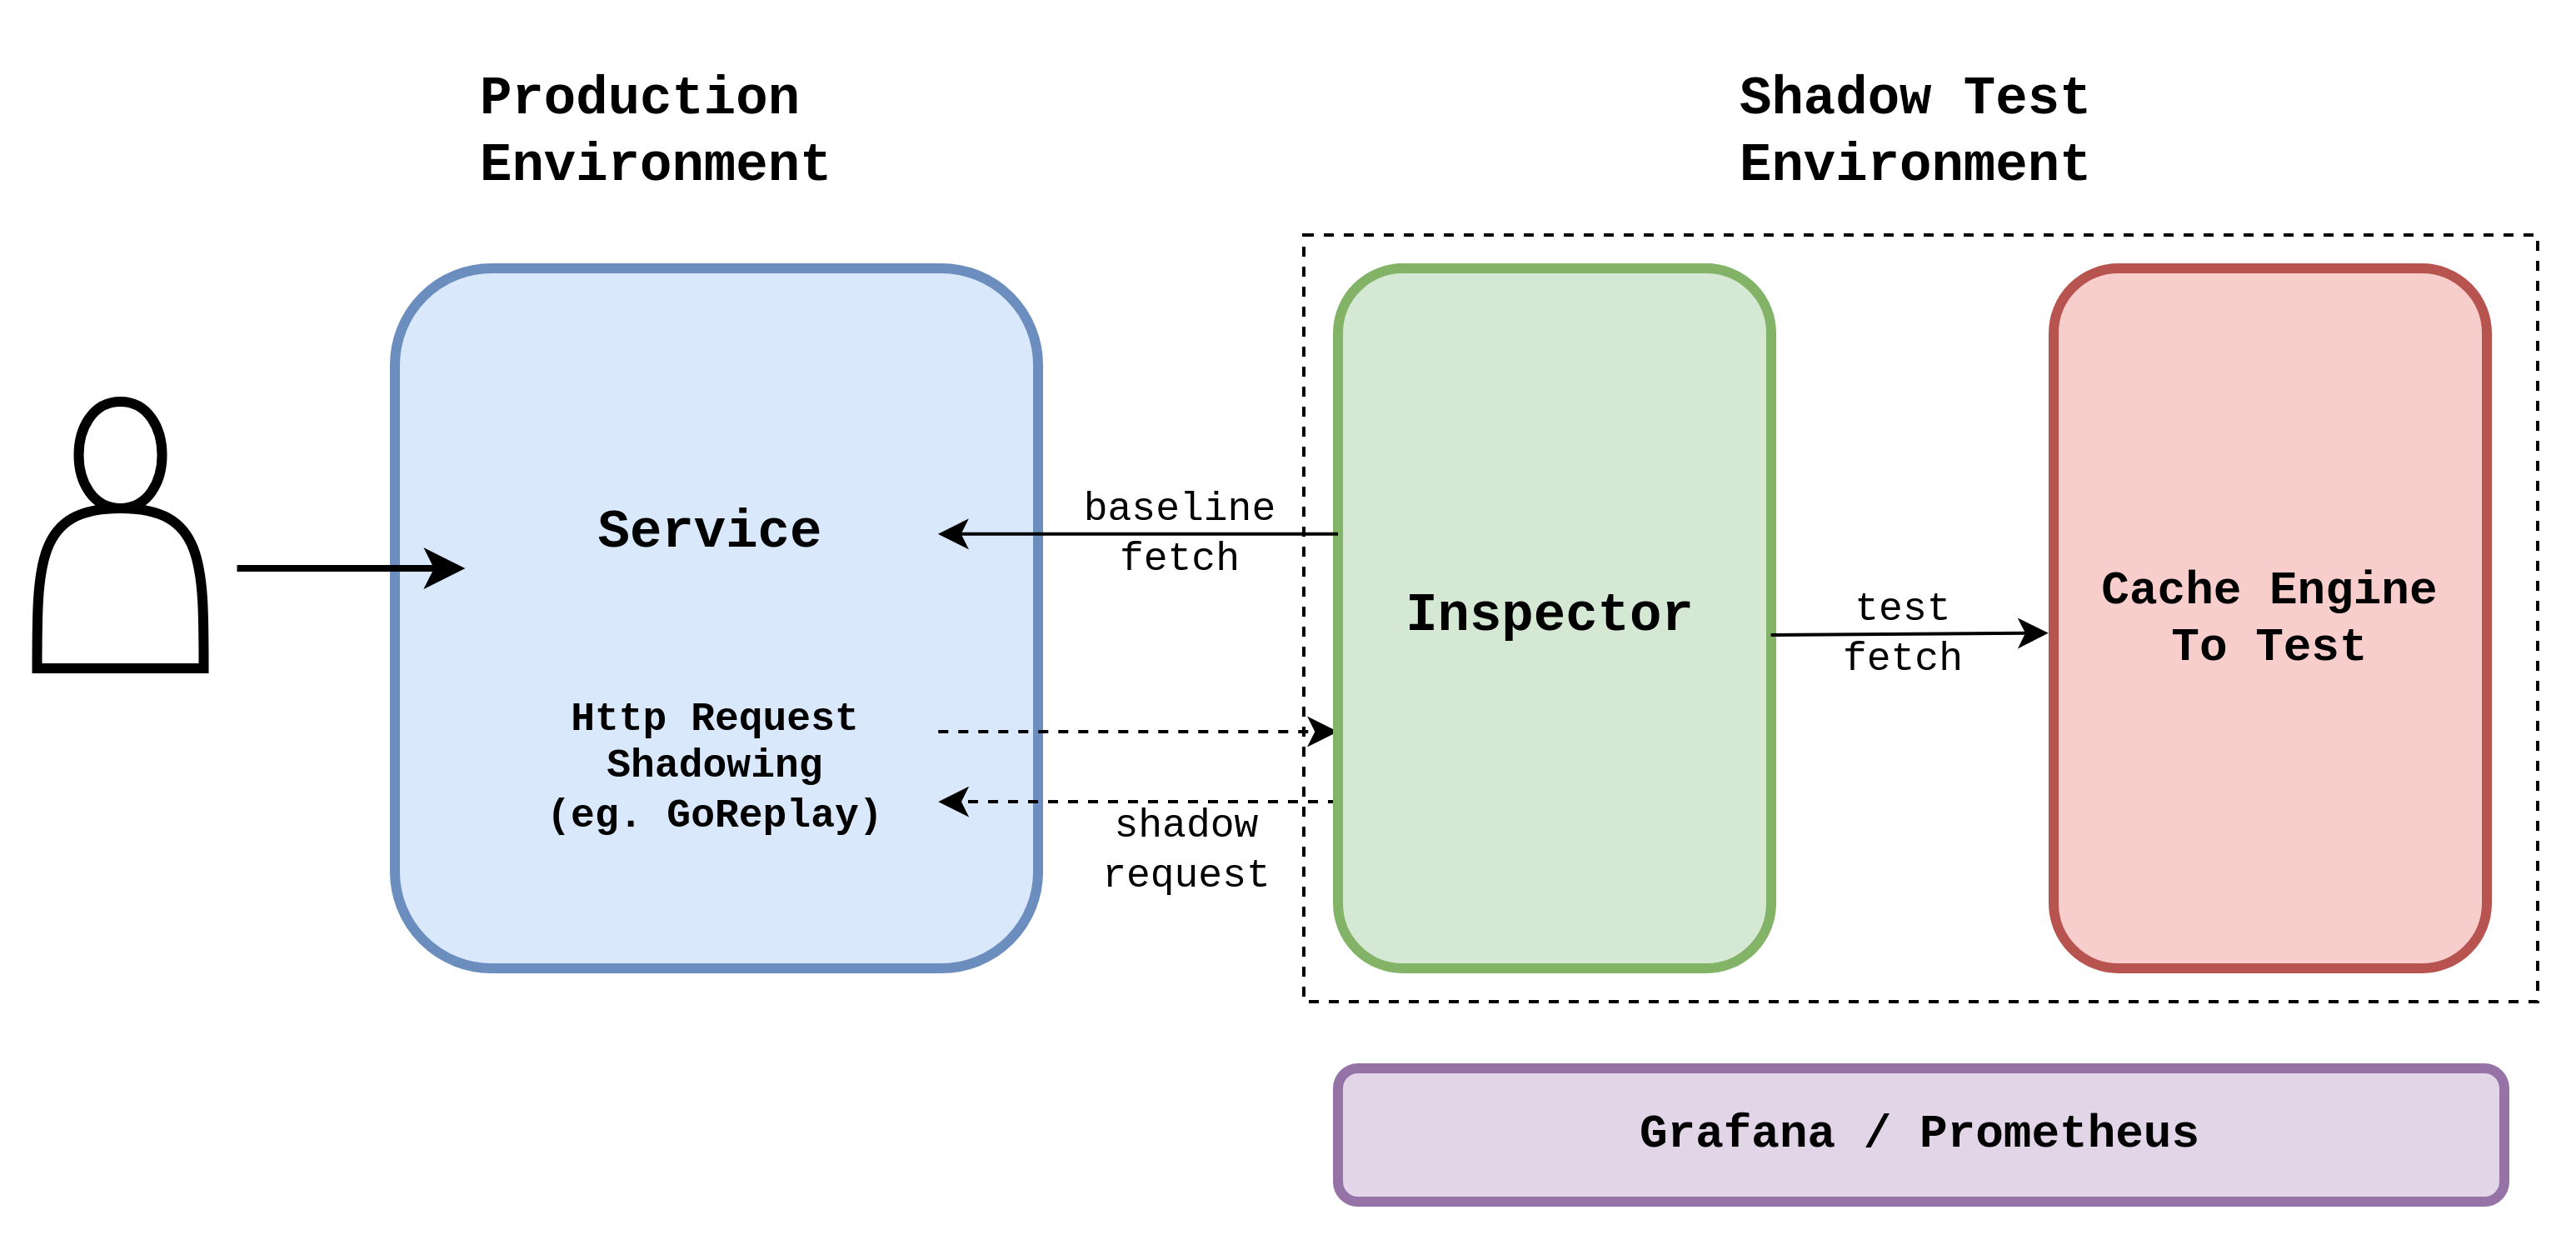 Production
Environment
Shadow Test
Environment
Service
Http Request
Shadowing
(eg. GoReplay)
baseline
fetch
shadow
request
Inspector
test
fetch
Cache Engine
To Test
Grafana / Prometheus